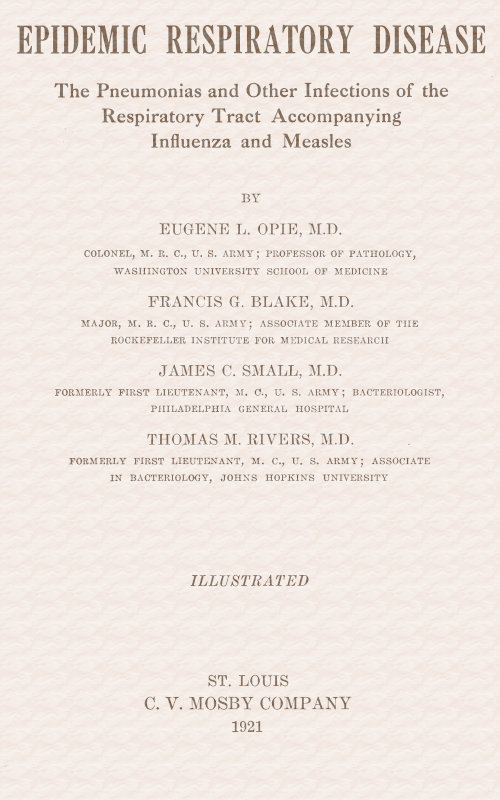 EPIDEMIC RESPIRATORY DISEASE
The Pneumonias and Other Infections of the
Respiratory Tract Accompanying
Influenza and Measles
BY
EUGENE L. OPIE, M.D.
COLONEL, M. R. C., U. S. ARMY; PROFESSOR OF PATHOLOGY,
WASHINGTON UNIVERSITY SCHOOL OF MEDICINE
FRANCIS G. BLAKE, M.D.
MAJOR, M. R. C., U. S. ARMY; ASSOCIATE MEMBER OF THE
ROCKEFELLER INSTITUTE FOR MEDICAL RESEARCH
JAMES C. SMALL, M.D.
FORMERLY FIRST LIEUTENANT, M. C., U. S. ARMY; BACTERIOLOGIST,
PHILADELPHIA GENERAL HOSPITAL
THOMAS M. RIVERS, M.D.
FORMERLY FIRST LIEUTENANT, M. C., U. S. ARMY; ASSOCIATE
IN BACTERIOLOGY, JOHNS HOPKINS UNIVERSITY
ILLUSTRATED
ST. LOUIS
C. V. MOSBY COMPANY
1921